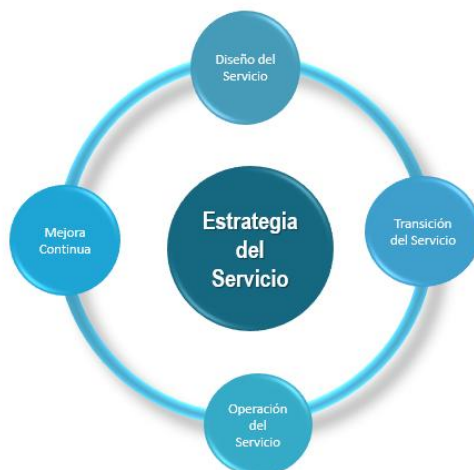 Diseño del
Servicio
Estrategia
del
Servicio
Mejora
Continua
Transición
del Servicio
Operación
del
Servicio